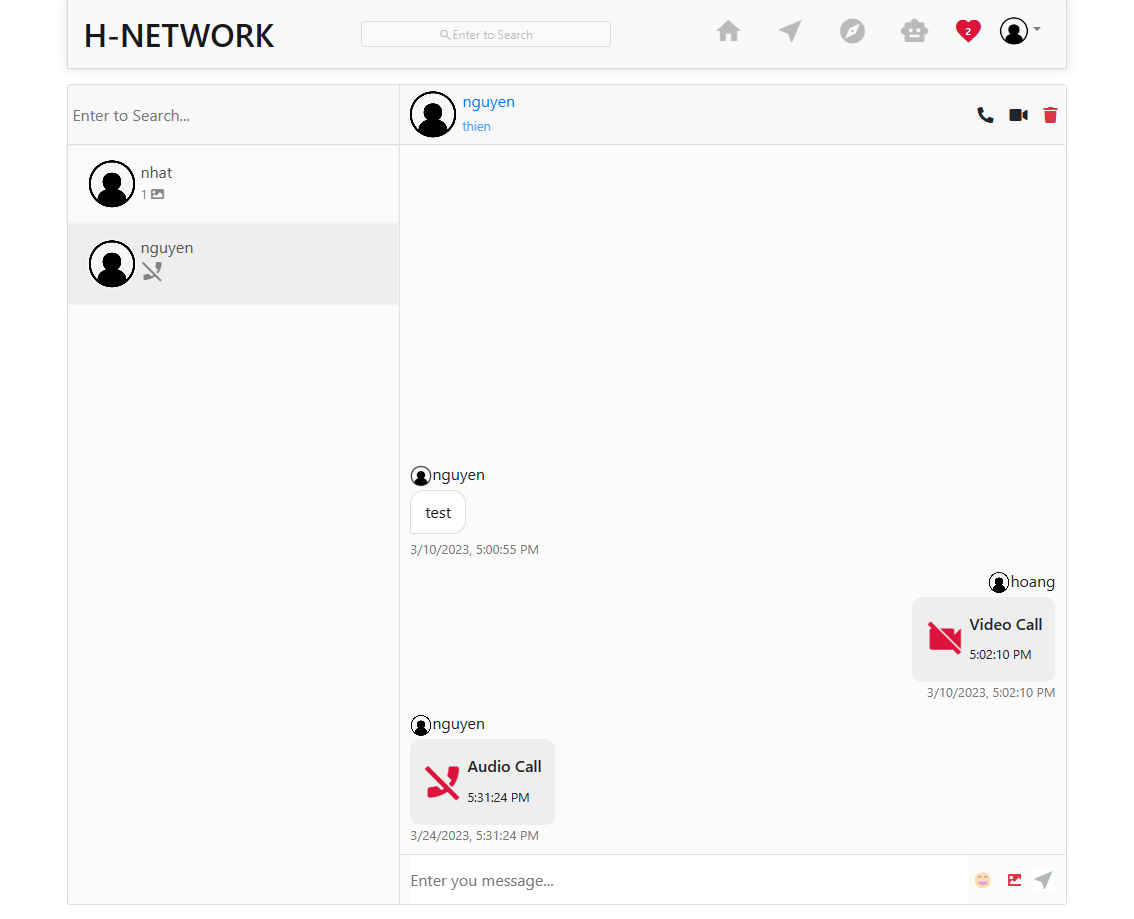 H-NETWORK
Enter to Search
2
Enter to Search...
nguyen
thien
nhat
1
nguyen
nguyen
test
3/10/2023, 5:00:55 PM
hoang
Video Call
5:02:10 PM
3/10/2023, 5:02:10 PM
nguyen
Audio Call
5:31:24 PM
3/24/2023, 5:31:24 PM
Enter you message...